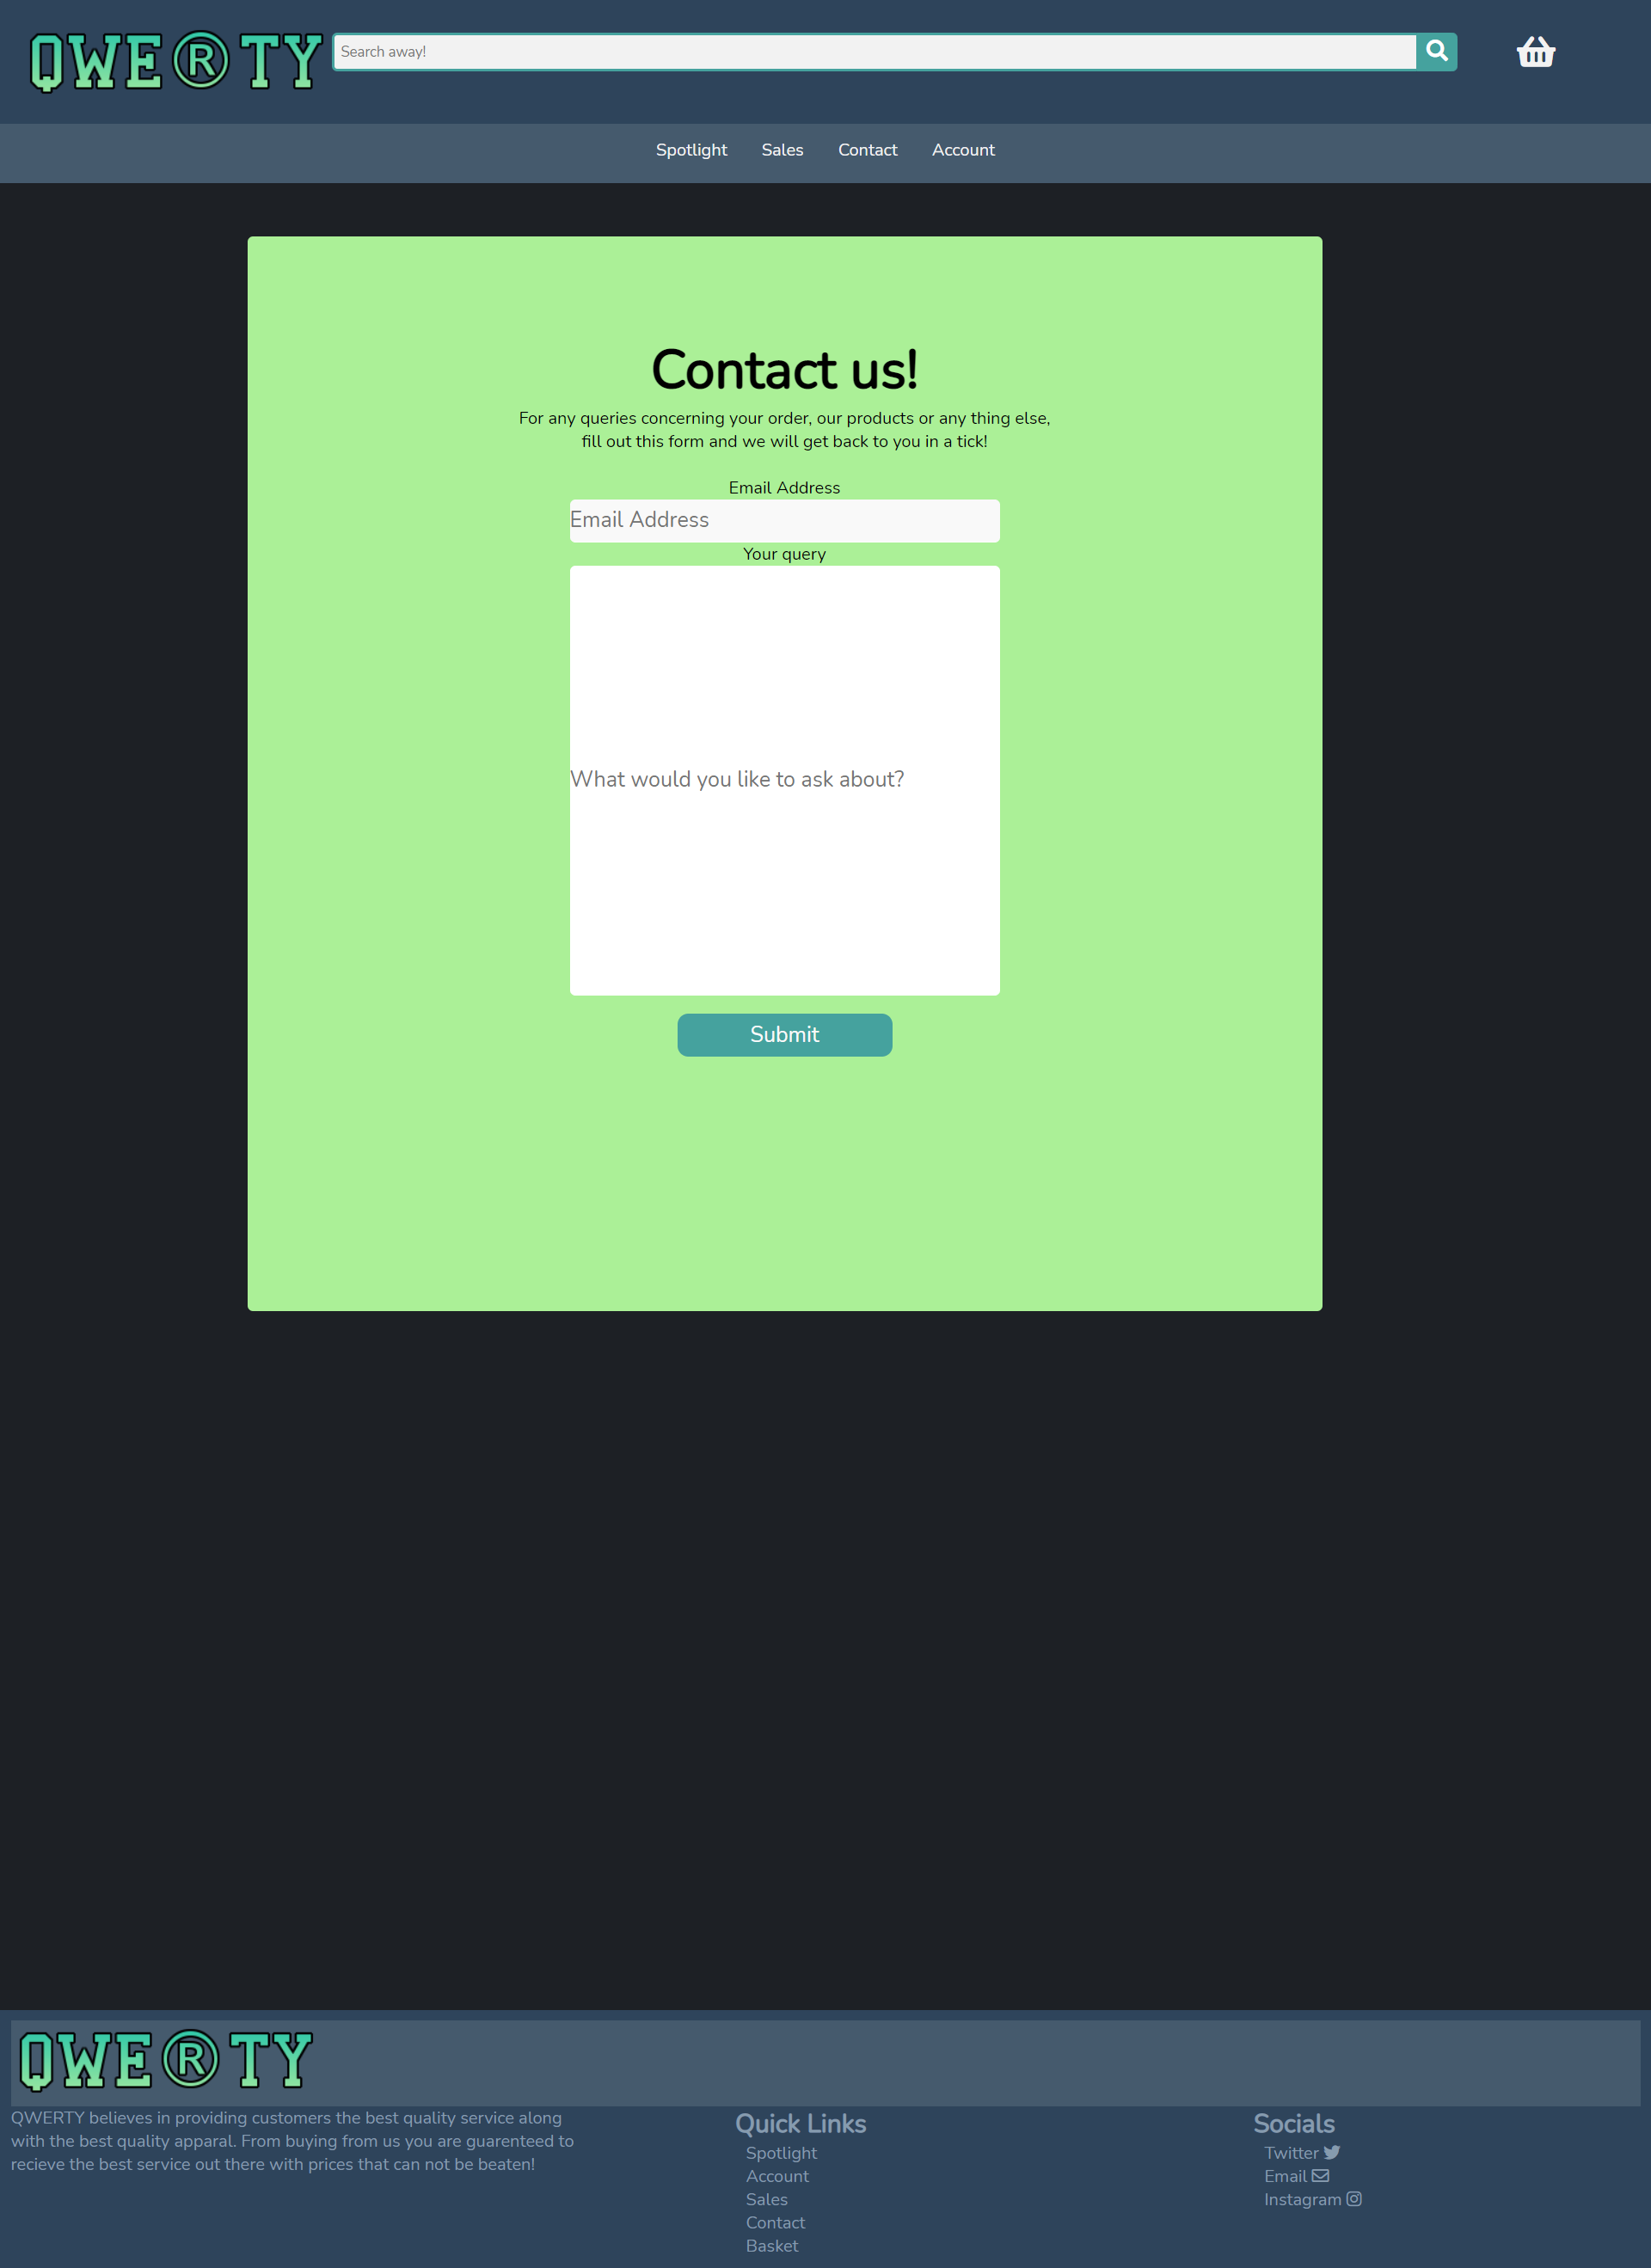 QWE®TY
Search away!
Spotlight Sales Contact Account
Contact us!
For any queries concerning your order, our products or any thing else,
fill out this form and we will get back to you in a tick!
Email Address
Email Address
Your query
What would you like to ask about?
Submit
QWE®TY
QWERTY believes in providing customers the best quality service along
with the best quality apparal. From buying from us you are guarenteed to
recieve the best service out there with prices that can not be beaten!
Quick Links
Spotlight
Account
Sales
Contact
Basket
Socials
Twitter
Email
Instagram